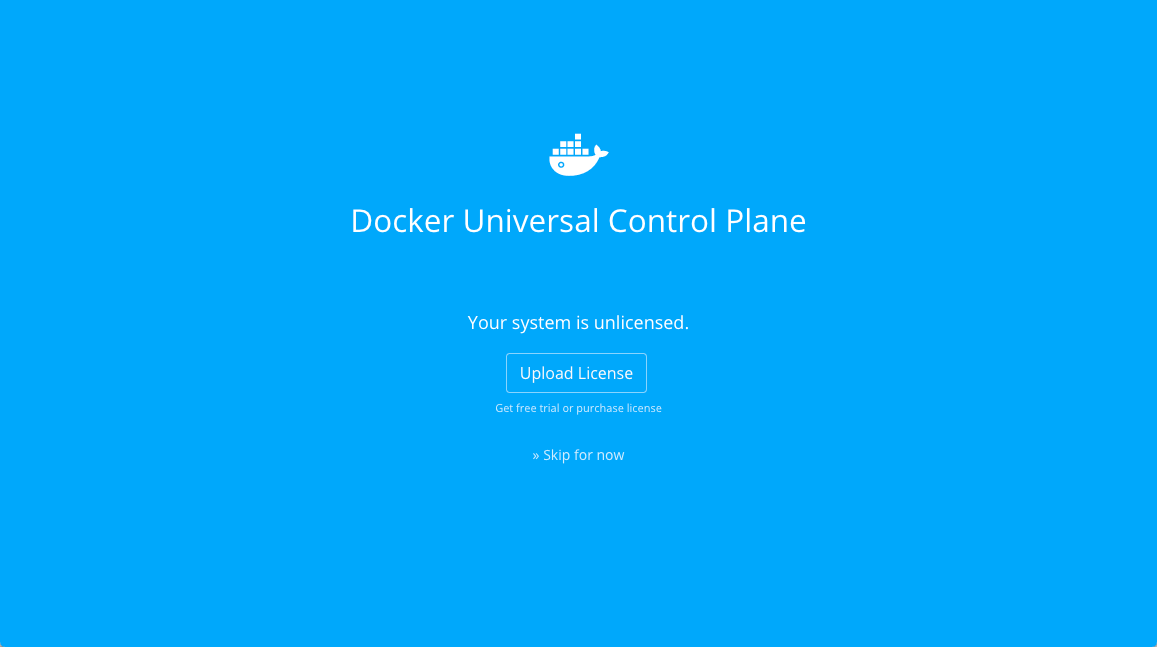 Docker Universal Control Plane
Your system is unlicensed.
Upload License
Get free trial or purchase license
» Skip for now